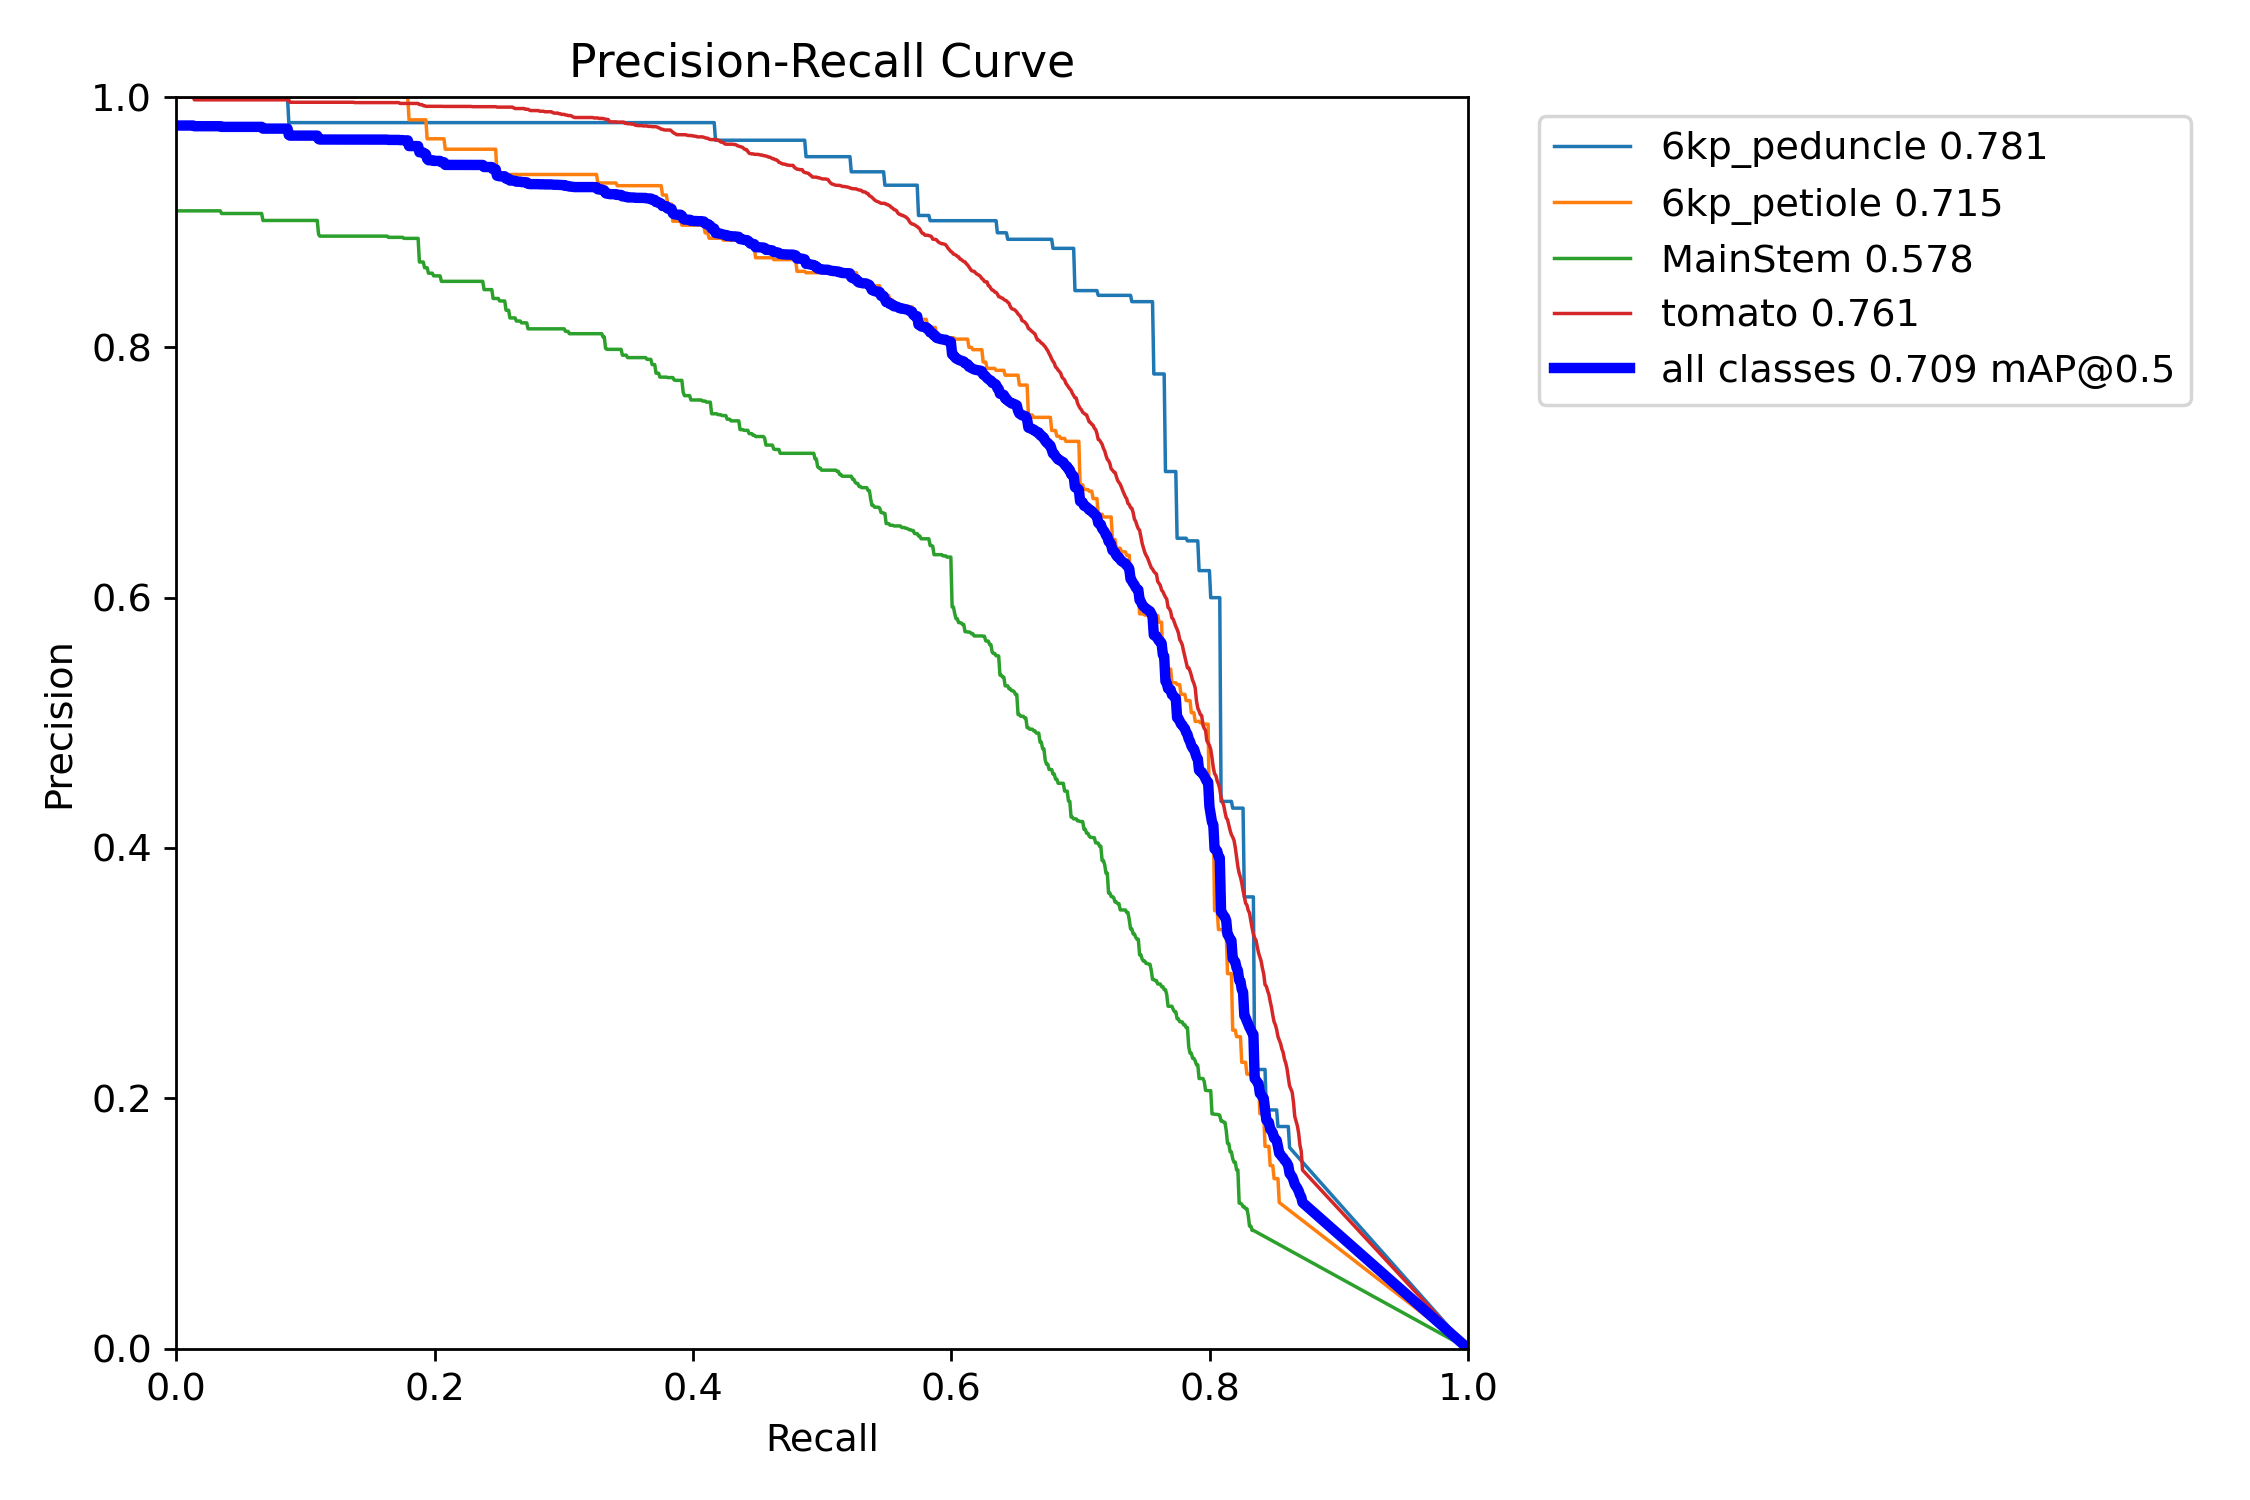 Precision-Recall Curve
1.0
0.8
0.6
0.4
0.2
0.0
Precision
0.0 0.2 0.4 0.6 0.8 1.0
Recall
6kp_peduncle 0.781
6kp_petiole 0.715
MainStem 0.578
tomato 0.761
all classes 0.709 mAP@0.5